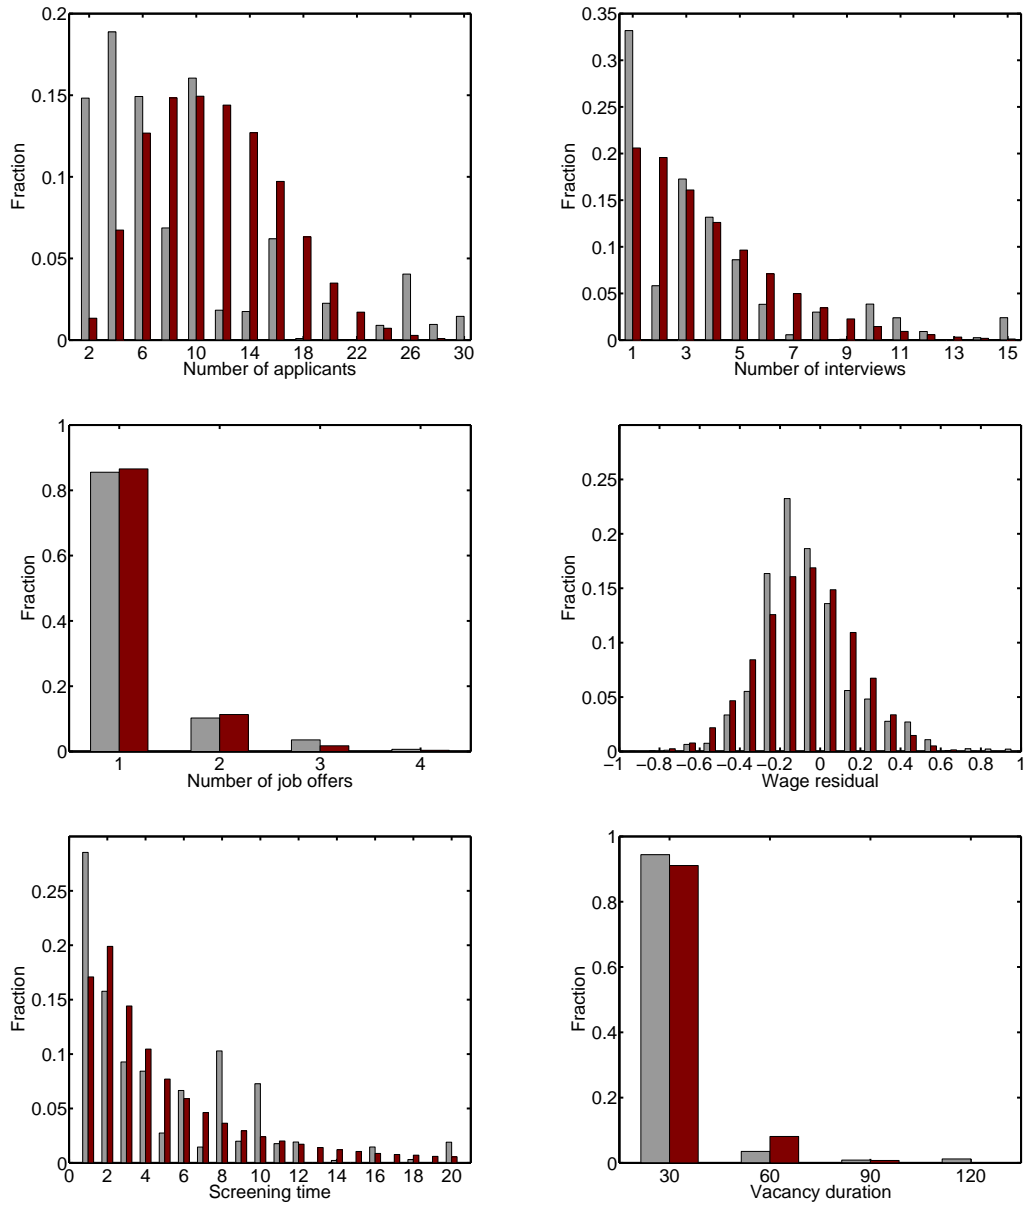 0.2
0.15
0.1
0.05
0
Fraction
2 6 10 14 18 22 26 30
Number of applicants
0.35
0.3
0.25
0.2
0.15
0.1
0.05
0
Fraction
1 3 5 7 9 11 13 15
Number of interviews
1
0.8
0.6
0.4
0.2
0
Fraction
1 2 3 4
Number of job offers
0.25
0.2
0.15
0.1
0.05
0
Fraction
−1 −0.8 −0.6 −0.4 −0.2 0 0.2 0.4 0.6 0.8 1
Wage residual
0.25
0.2
0.15
0.1
0.05
0
Fraction
0 2 4 6 8 10 12 14 16 18 20
Screening time
1
0.8
0.6
0.4
0.2
0
Fraction
30 60 90 120
Vacancy duration